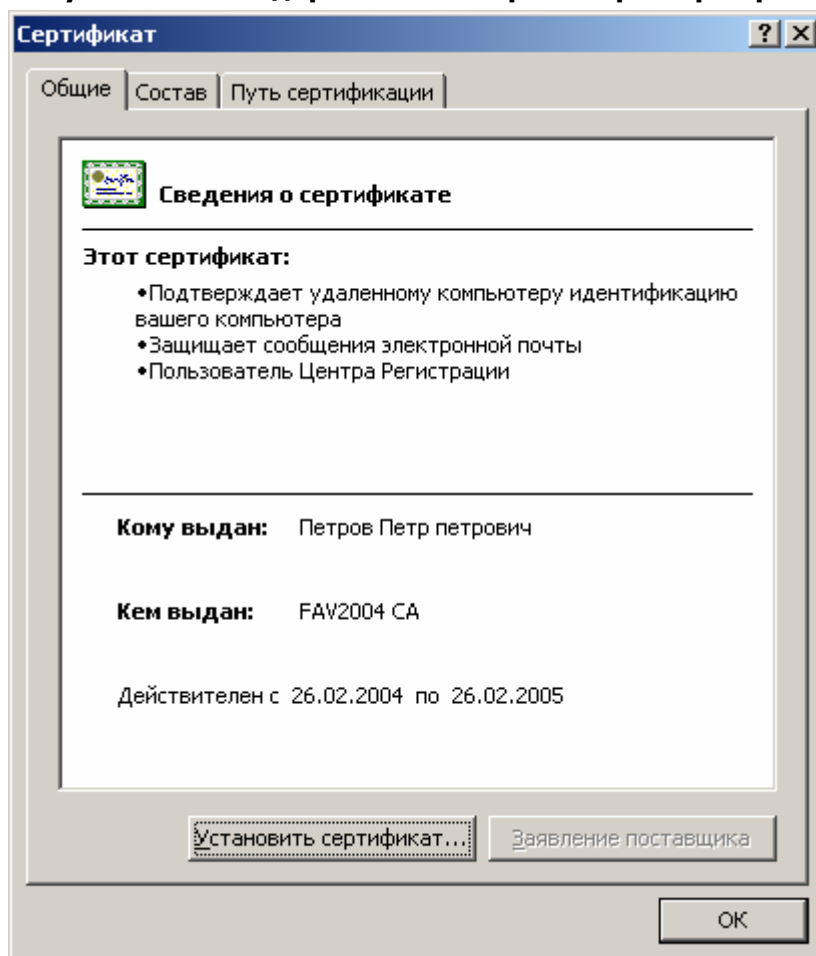 Сертификат
Общие Состав Путь сертификации
Сведения о сертификате
Этот сертификат:
•Подтверждает удаленному компьютеру идентификацию
вашего компьютера
•Защищает сообщения электронной почты
•Пользователь Центра Регистрации
Кому выдан: Петров Петр петрович
Кем выдан: FAV2004 CA
Действителен с 26.02.2004 по 26.02.2005
Установить сертификат... Заявление поставщика
ОК